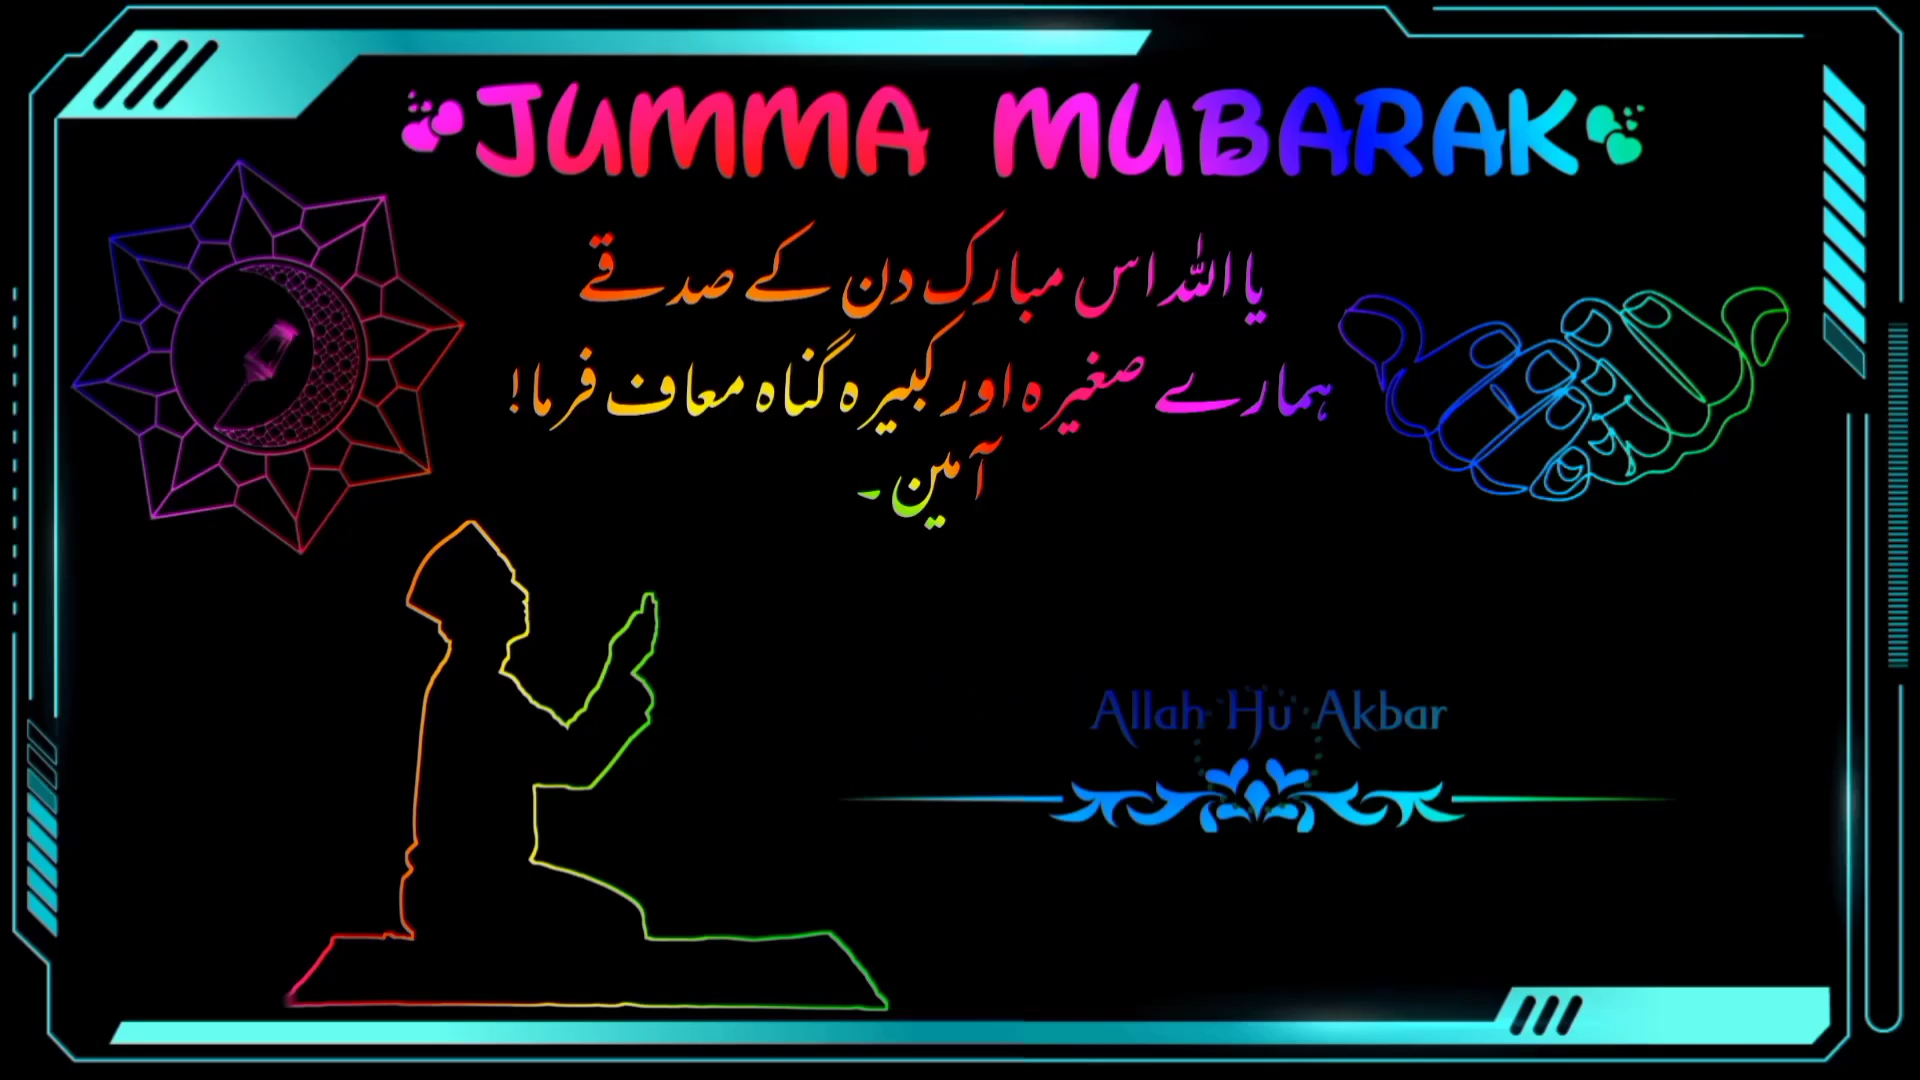 JUMMA MUBARAK
یا اللہ اس مبارک دن کے صدقے
ہمارے صغیرہ اور کبیرہ گناہ معاف فرما!
آمین۔
Allah Hu Akbar